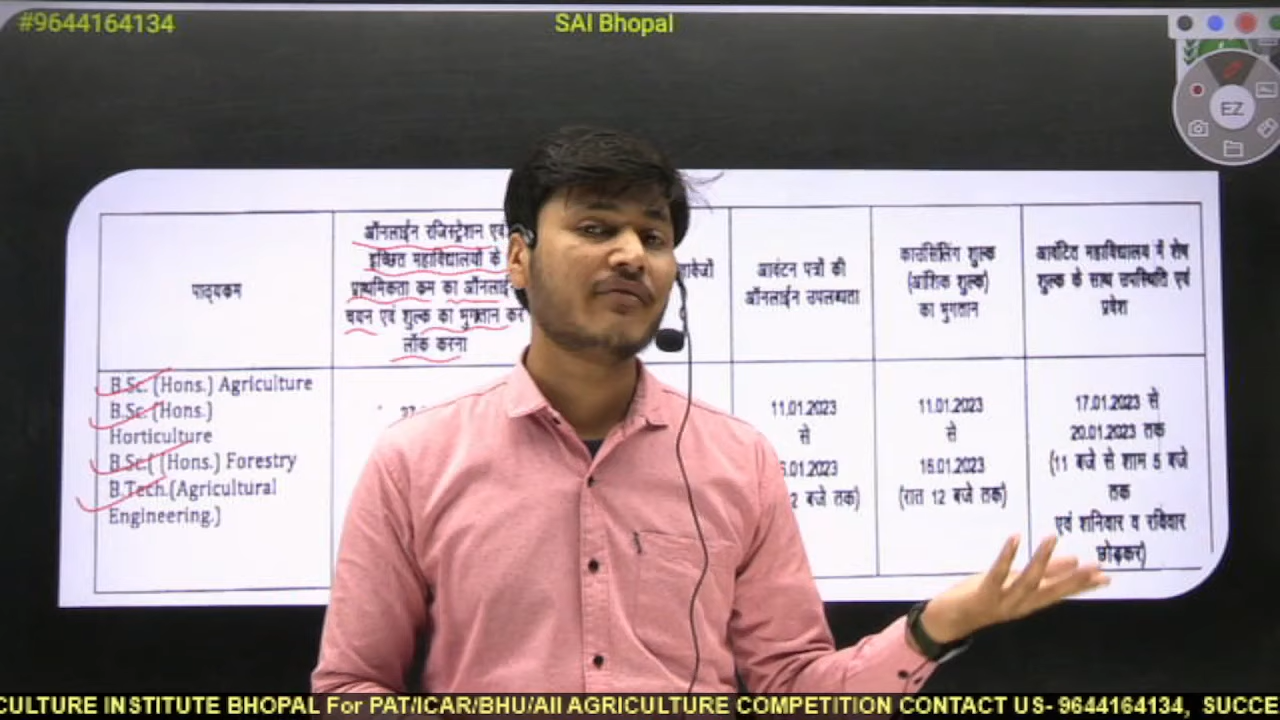 #9644164134
SAI Bhopal
EZ
पाठ्यक्रम
ऑनलाईन रजिस्ट्रेशन एवं
इच्छित महाविद्यालयों के
प्राथमिकता क्रम का ऑनलाईन
चयन एवं शुल्क का भुगतान कर
लॉक करना
आवंटन पत्रों की
ऑनलाईन उपलब्धता
काउंसिलिंग शुल्क
(आंशिक शुल्क)
का भुगतान
आवंटित महाविद्यालय में शेष
शुल्क के साथ उपस्थिति एवं
प्रवेश
B.Sc. (Hons.) Agriculture
B.Sc. (Hons.)
Horticulture
B.Sc.( (Hons.) Forestry
B.Tech.(Agricultural
Engineering.)
11.01.2023
से
बजे तक)
11.01.2023
से
15.01.2023
(रात 12 बजे तक)
17.01.2023 से
20.01.2023 तक
(11 बजे से शाम 5 बजे
तक
एवं शनिवार व रविवार
छोड़कर)
CULTURE INSTITUTE BHOPAL For PAT/ICAR/BHU/All AGRICULTURE COMPETITION CONTACT US- 9644164134, SUCCE